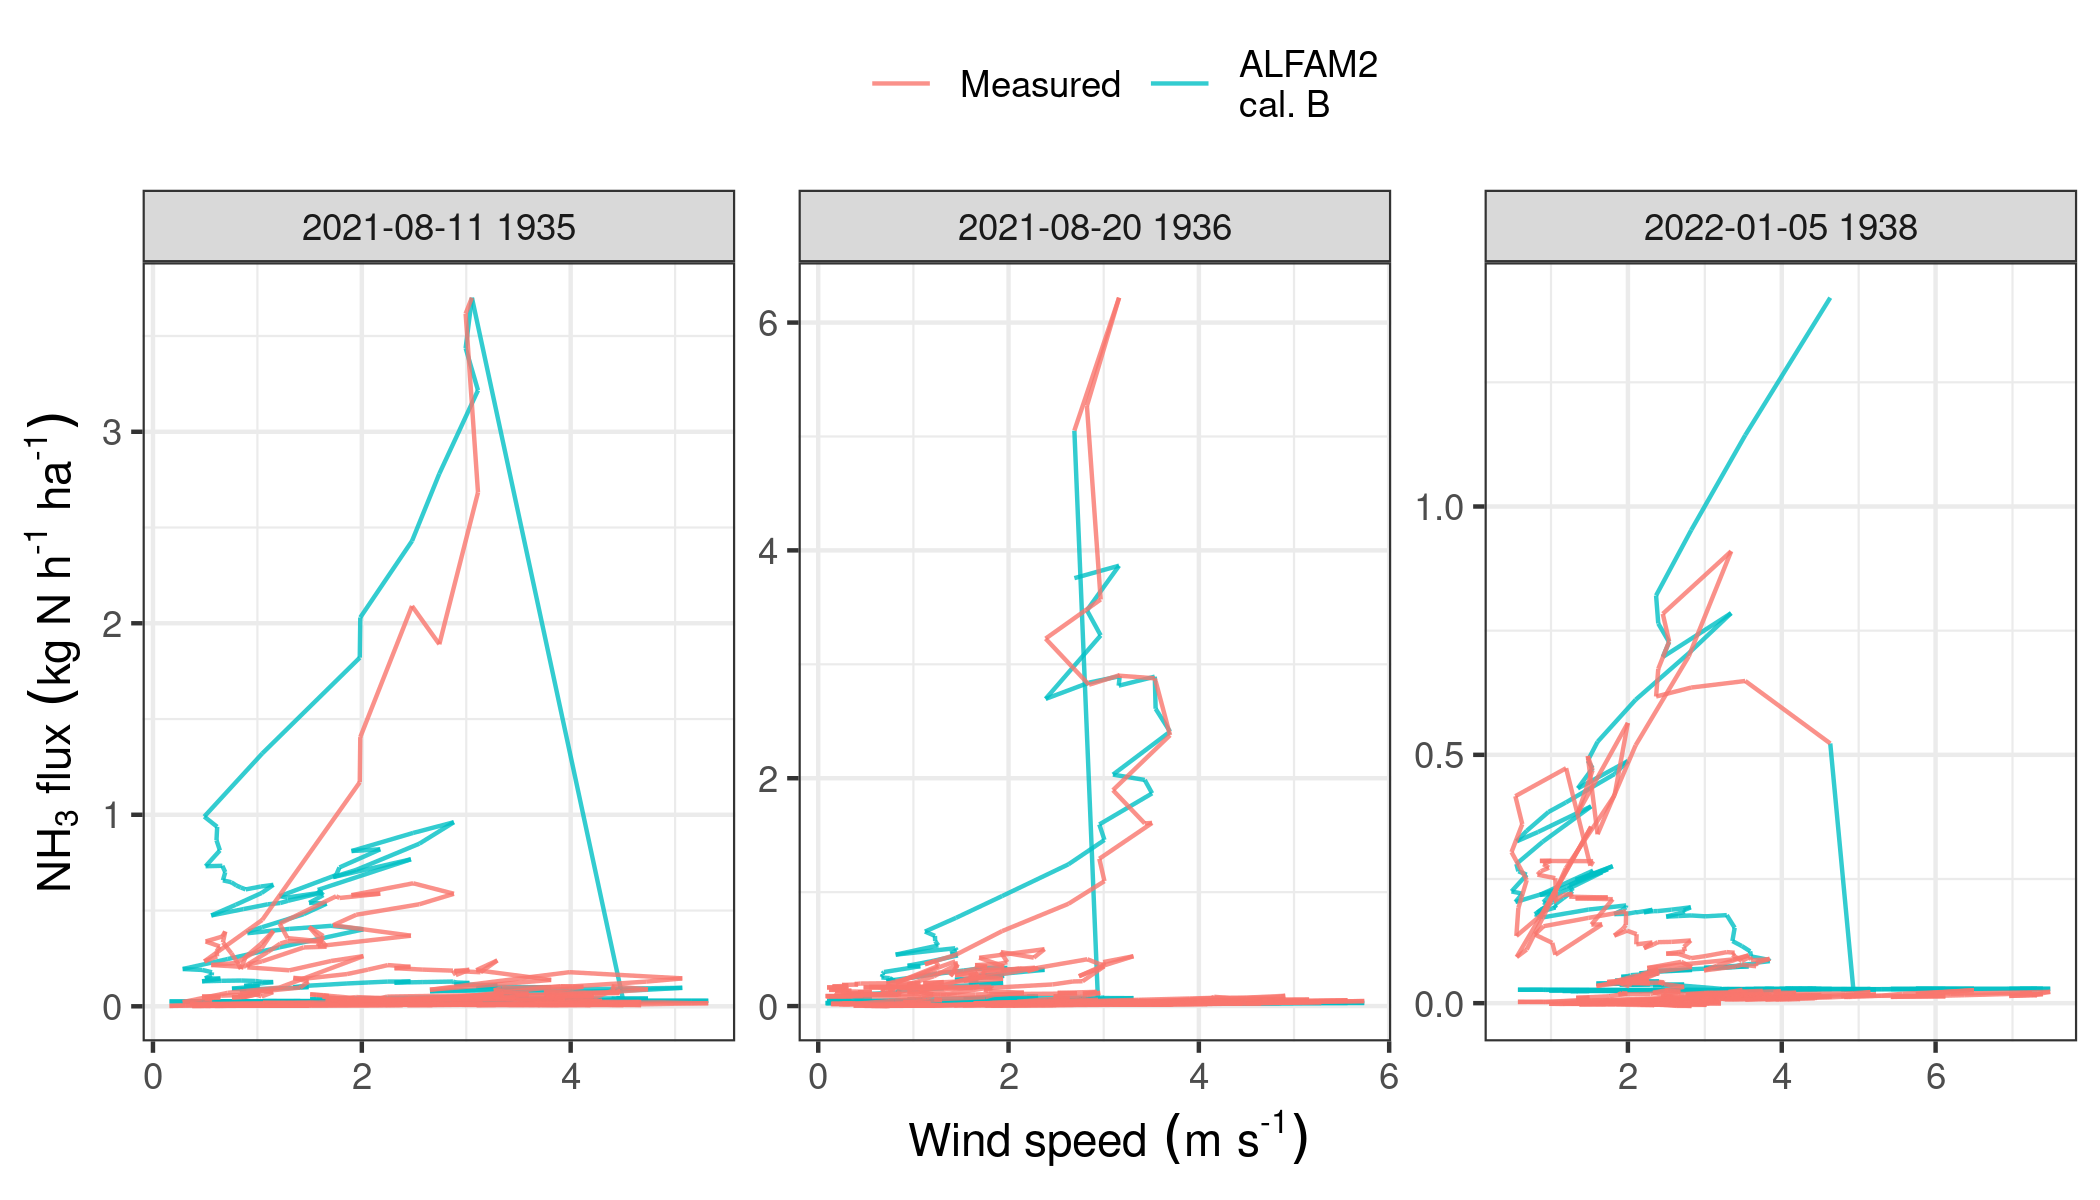 Measured
ALFAM2
cal. B
2021-08-11 1935
2021-08-20 1936
2022-01-05 1938
NH₃ flux (kg N h⁻¹ ha⁻¹)
3
2
1
0
6
4
2
0
1.0
0.5
0.0
0 2 4
0 2 4 6
2 4 6
Wind speed (m s⁻¹)